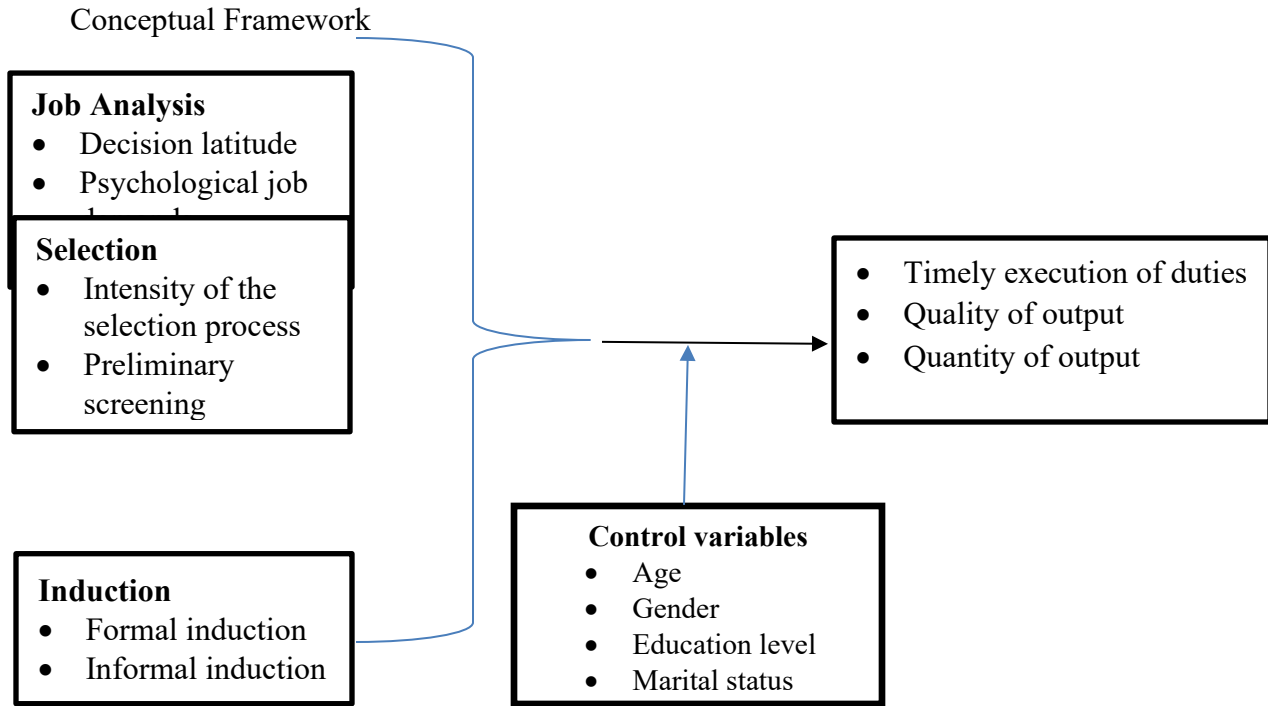 Conceptual Framework
Job Analysis
• Decision latitude
• Psychological job
Selection
• Intensity of the
selection process
• Preliminary
screening
Induction
• Formal induction
• Informal induction
• Timely execution of duties
• Quality of output
• Quantity of output
Control variables
• Age
• Gender
• Education level
• Marital status